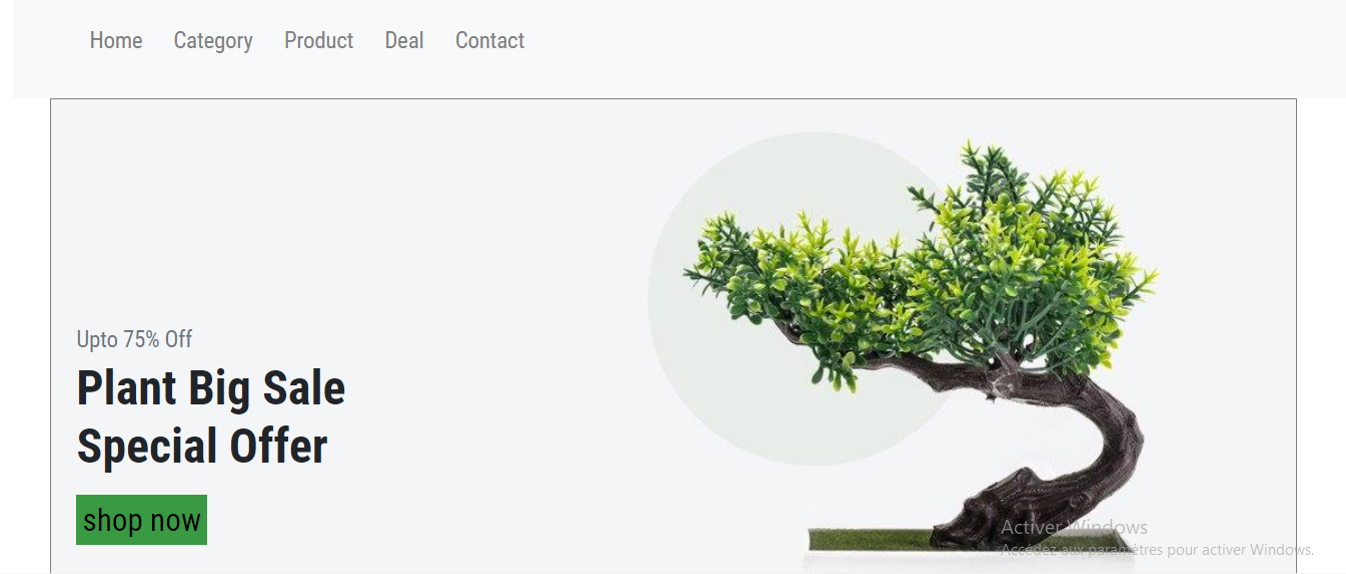 Home Category Product Deal Contact
Upto 75% Off
Plant Big Sale
Special Offer
shop now
Activer Windows
Accédez aux paramètres pour activer Windows.